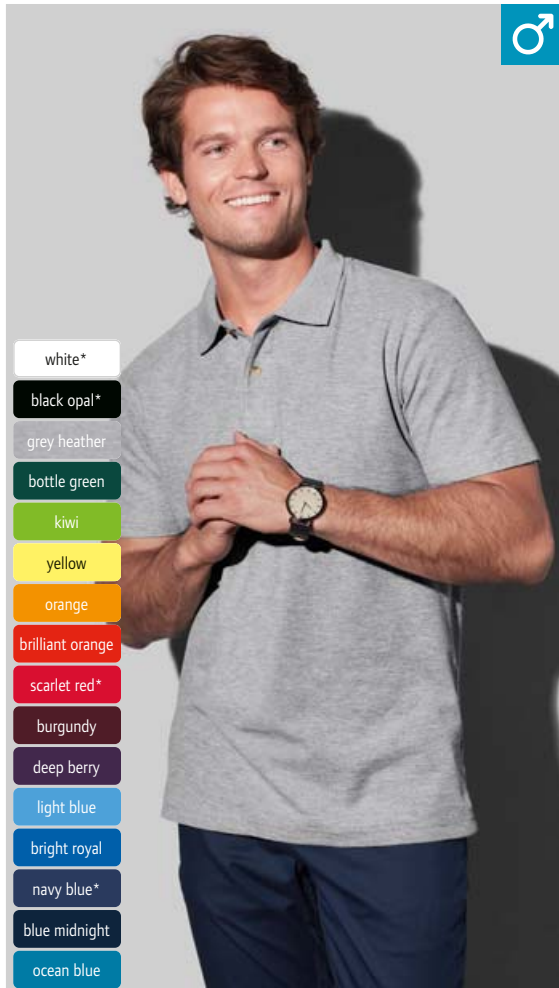 white*
black opal*
grey heather
bottle green
kiwi
yellow
orange
brilliant orange
scarlet red*
burgundy
deep berry
light blue
bright royal
navy blue*
blue midnight
ocean blue